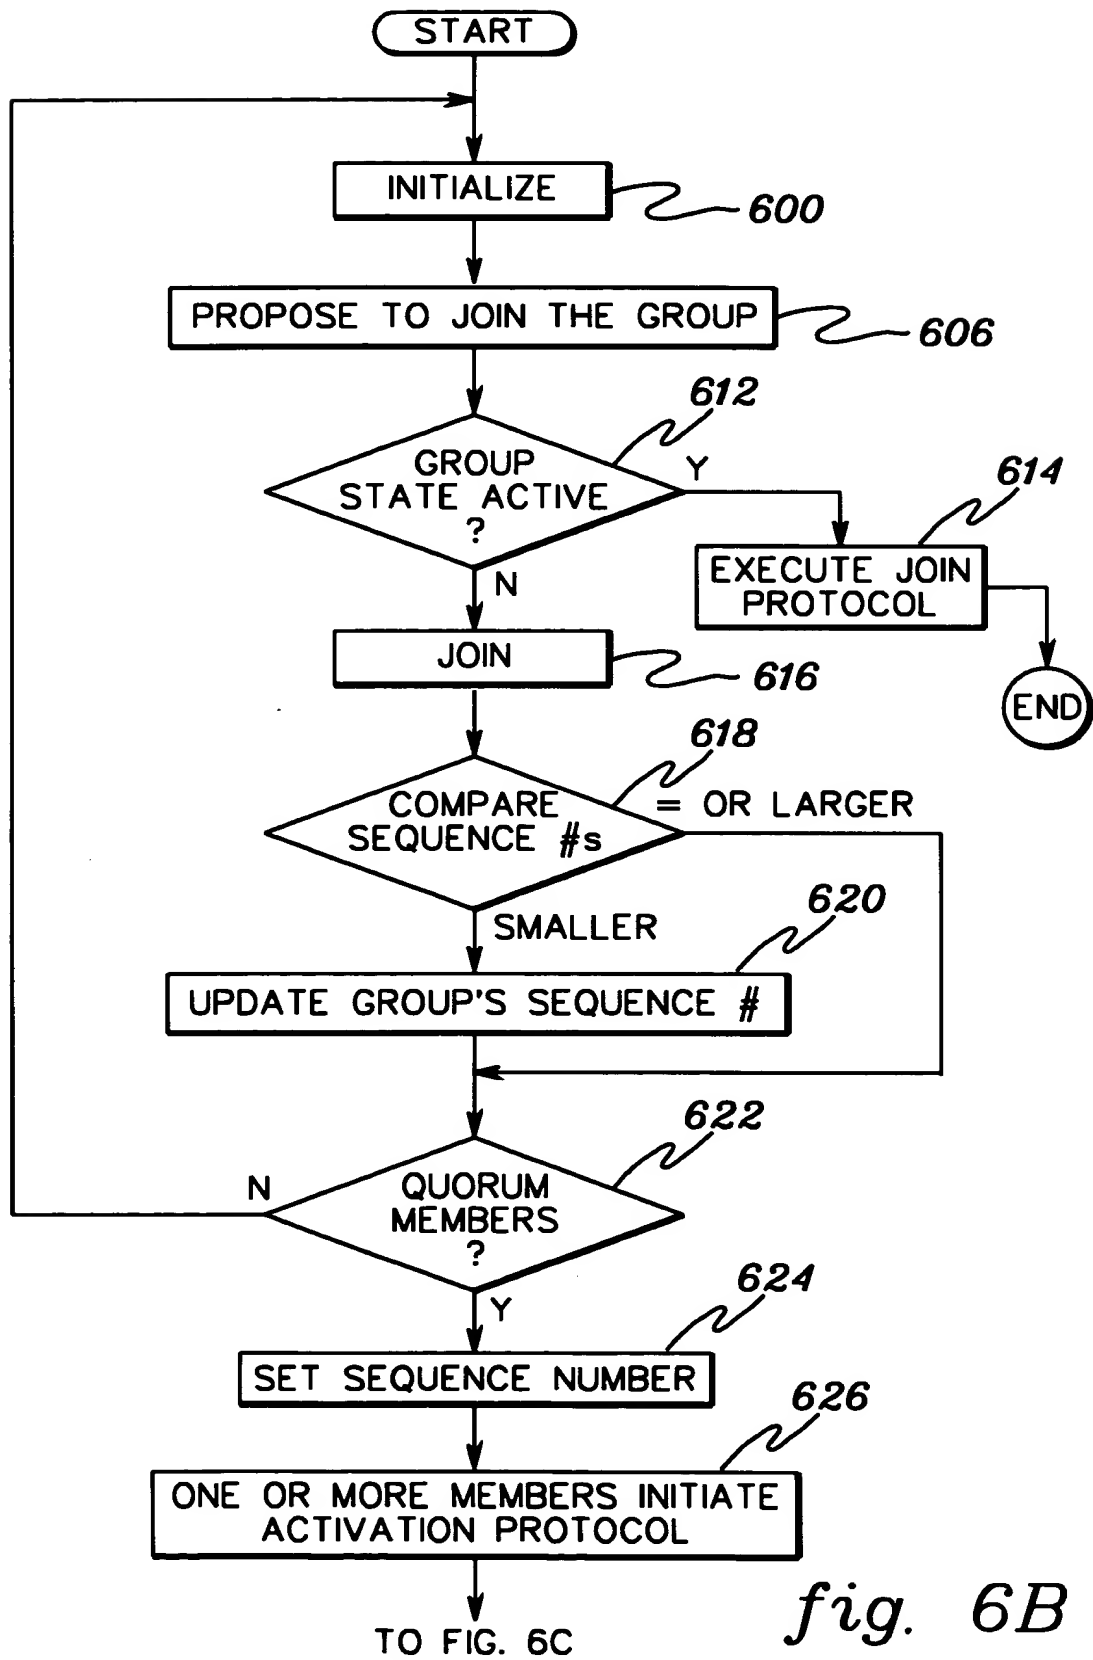 START
INITIALIZE
600
PROPOSE TO JOIN THE GROUP
606
612
GROUP
STATE ACTIVE
?
Y
N
614
EXECUTE JOIN
PROTOCOL
END
JOIN
616
618
COMPARE
SEQUENCE #s
= OR LARGER
SMALLER
620
UPDATE GROUP'S SEQUENCE #
622
QUORUM
MEMBERS
?
N
Y
624
SET SEQUENCE NUMBER
626
ONE OR MORE MEMBERS INITIATE
ACTIVATION PROTOCOL
TO FIG. 6C
fig. 6B